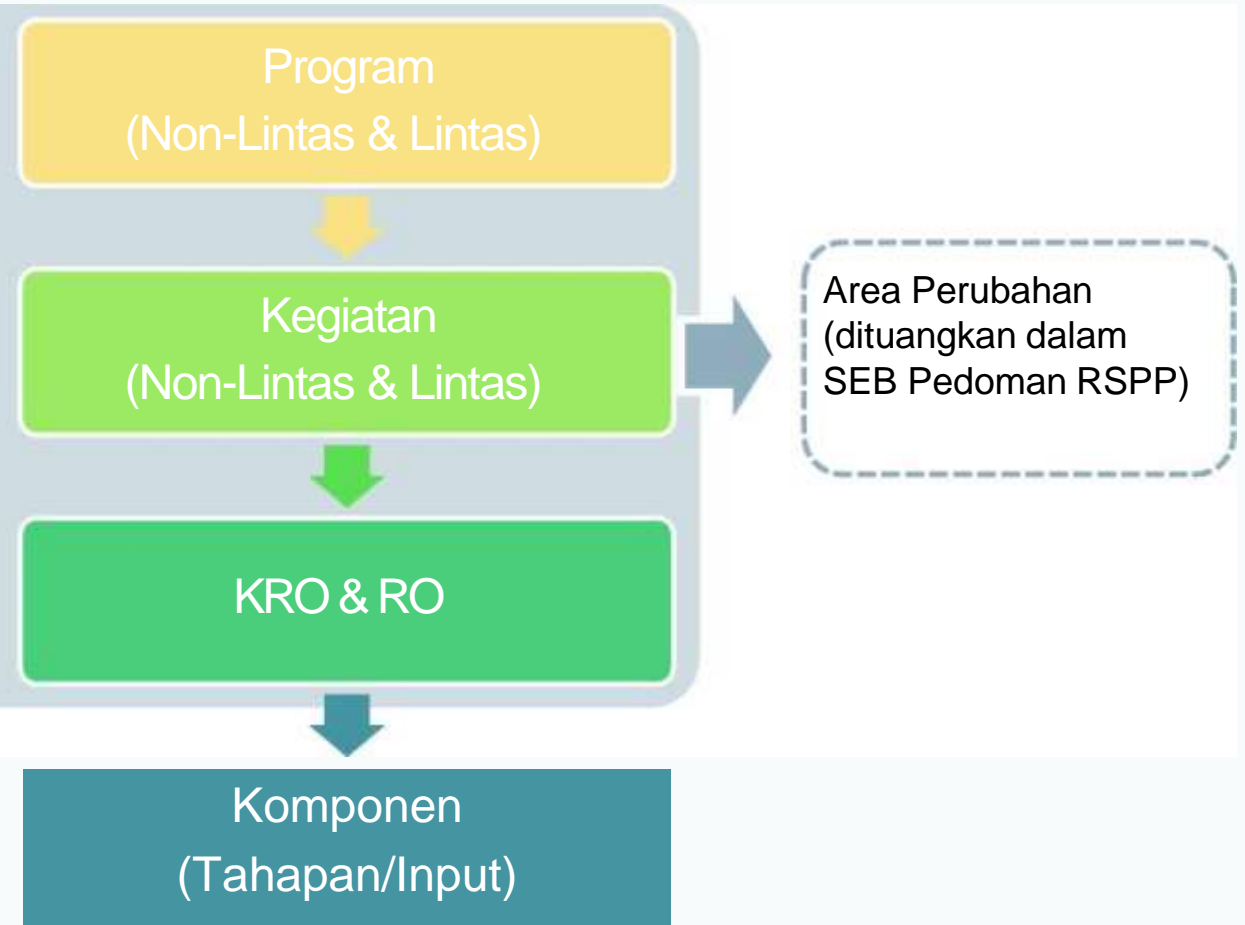 Program
(Non-Lintas & Lintas)
Kegiatan
(Non-Lintas & Lintas)
Area Perubahan
(dituangkan dalam
SEB Pedoman RSPP)
KRO & RO
Komponen
(Tahapan/Input)